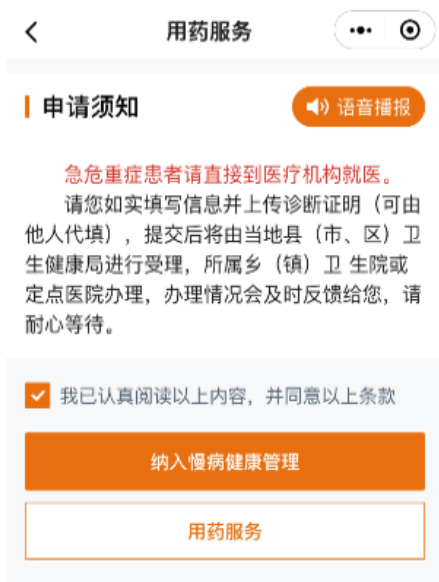 用药服务
申请须知
语音播报
急危重症患者请直接到医疗机构就医。
请您如实填写信息并上传诊断证明（可由
他人代填），提交后将由当地县（市、区）卫
生健康局进行受理，所属乡（镇）卫 生院或
定点医院办理，办理情况会及时反馈给您，请
耐心等待。
我已认真阅读以上内容，并同意以上条款
纳入慢病健康管理
用药服务